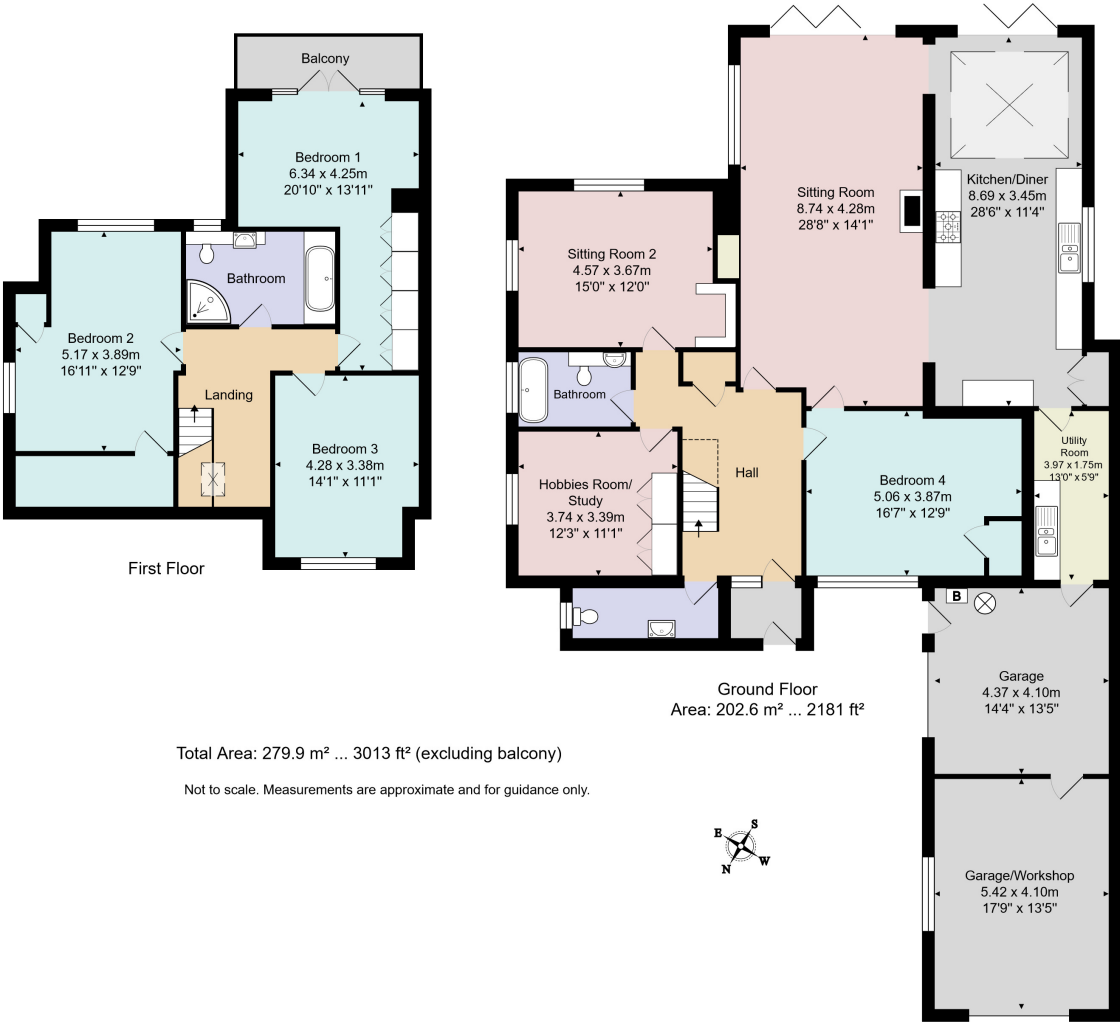 Balcony
Bedroom 1
6.34 x 4.25m
20'10" x 13'11"
Bathroom
Bedroom 2
5.17 x 3.89m
16'11" x 12'9"
Landing
Bedroom 3
4.28 x 3.38m
14'1" x 11'1"
First Floor
Sitting Room
8.74 x 4.28m
28'8" x 14'1"
Kitchen/Diner
8.69 x 3.45m
28'6" x 11'4"
Sitting Room 2
4.57 x 3.67m
15'0" x 12'0"
Bathroom
Hobbies Room/
Study
3.74 x 3.39m
12'3" x 11'1"
Hall
Bedroom 4
5.06 x 3.87m
16'7" x 12'9"
Utility
Room
3.97 x 1.75m
13'0" x 5'9"
B
Garage
4.37 x 4.10m
14'4" x 13'5"
Garage/Workshop
5.42 x 4.10m
17'9" x 13'5"
Ground Floor
Area: 202.6 m² ... 2181 ft²
Total Area: 279.9 m² ... 3013 ft² (excluding balcony)
Not to scale. Measurements are approximate and for guidance only.
E S
N W